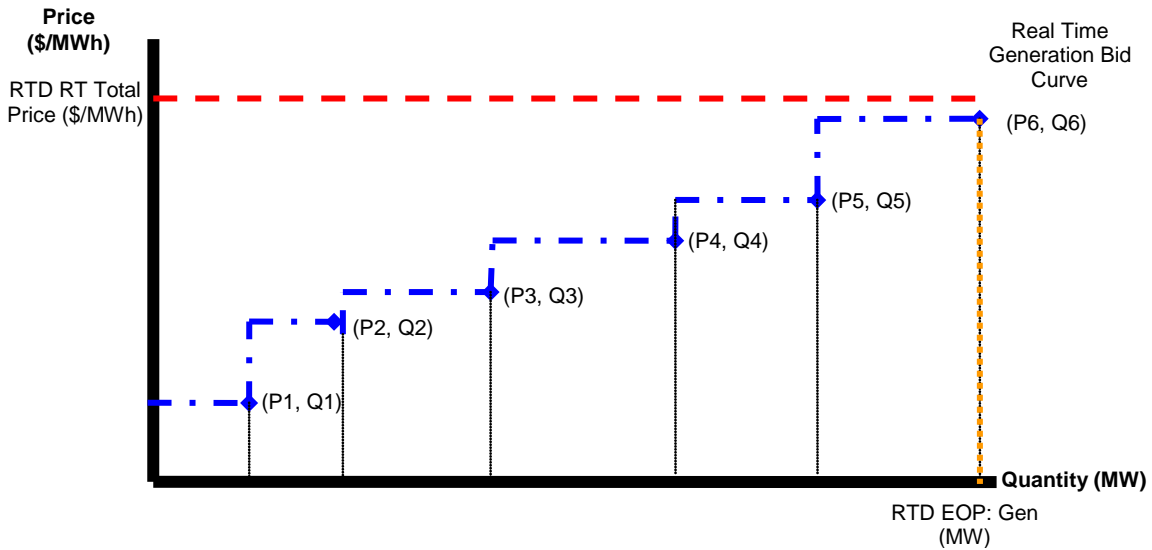 Price
($/MWh)
Real Time
Generation Bid
Curve
RTD RT Total
Price ($/MWh)
(P6, Q6)
(P5, Q5)
(P4, Q4)
(P3, Q3)
(P2, Q2)
(P1, Q1)
Quantity (MW)
RTD EOP: Gen
(MW)